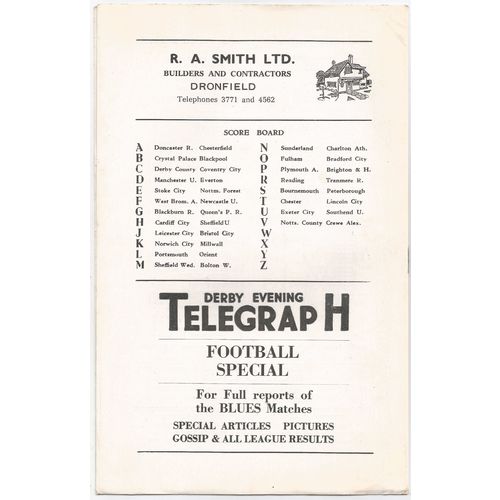 R. A. SMITH LTD.
BUILDERS AND CONTRACTORS
DRONFIELD
Telephones 3771 and 4562
SCORE BOARD
A Doncaster R. Chesterfield
B Crystal Palace Blackpool
C Derby County Coventry City
D Manchester U. Everton
E Stoke City Nottm. Forest
F West Brom. A. Newcastle U.
G Blackburn R. Queen's P. R.
H Cardiff City Sheffield U
J Leicester City Bristol City
K Norwich City Millwall
L Portsmouth Orient
M Sheffield Wed. Bolton W.
N Sunderland Charlton Ath.
O Fulham Bradford City
P Plymouth A. Brighton & H.
R Reading Tranmere R.
S Bournemouth Peterborough
T Chester Lincoln City
U Exeter City Southend U.
V Notts. County Crewe Alex.
W
X
Y
Z
DERBY EVENING
TELEGRAPH
FOOTBALL
SPECIAL
For Full reports of
the BLUES Matches
SPECIAL ARTICLES PICTURES
GOSSIP & ALL LEAGUE RESULTS